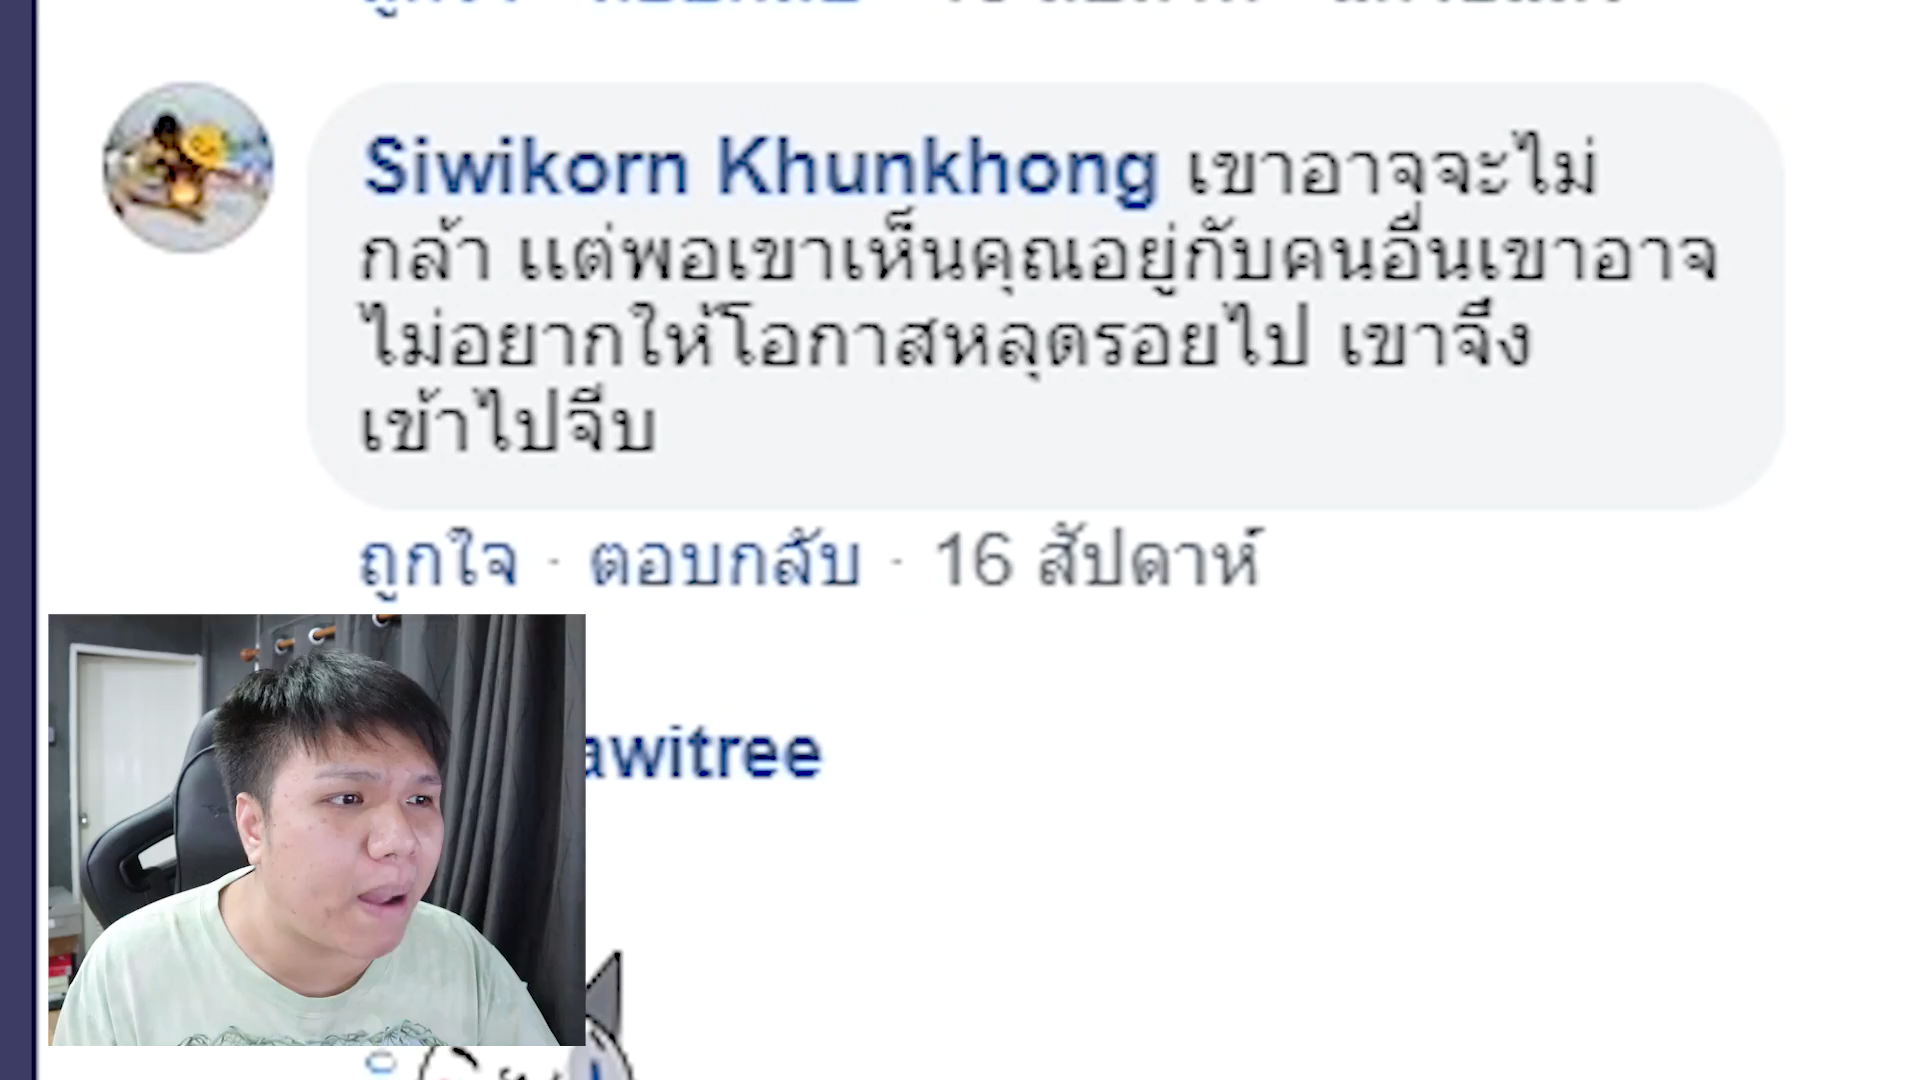 Siwikorn Khunkhong เขาอาจจะไม่
กล้า แต่พอเขาเห็นคุณอยู่กับคนอื่นเขาอาจ
ไม่อยากให้โอกาสหลุดรอยไป เขาจึง
เข้าไปจีบ
ถูกใจ · ตอบกลับ · 16 สัปดาห์
awitree